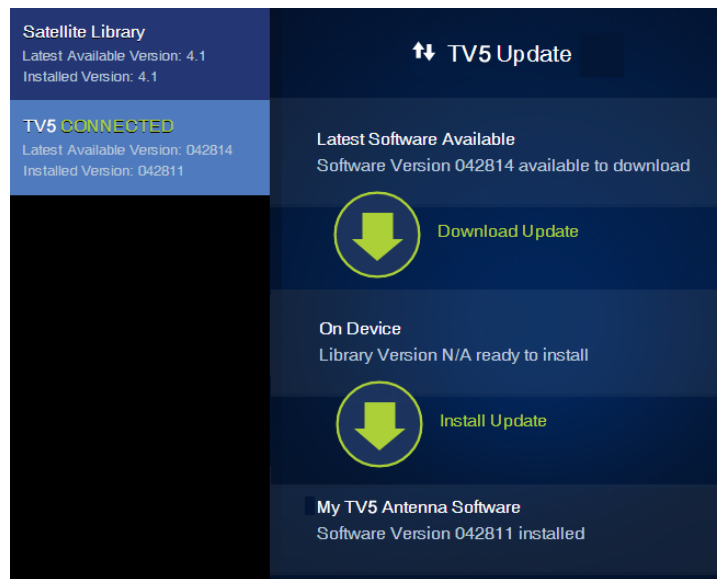 Satellite Library
Latest Available Version: 4.1
Installed Version: 4.1
TV5 CONNECTED
Latest Available Version: 042814
Installed Version: 042811
TV5 Update
Latest Software Available
Software Version 042814 available to download
Download Update
On Device
Library Version N/A ready to install
Install Update
My TV5 Antenna Software
Software Version 042811 installed